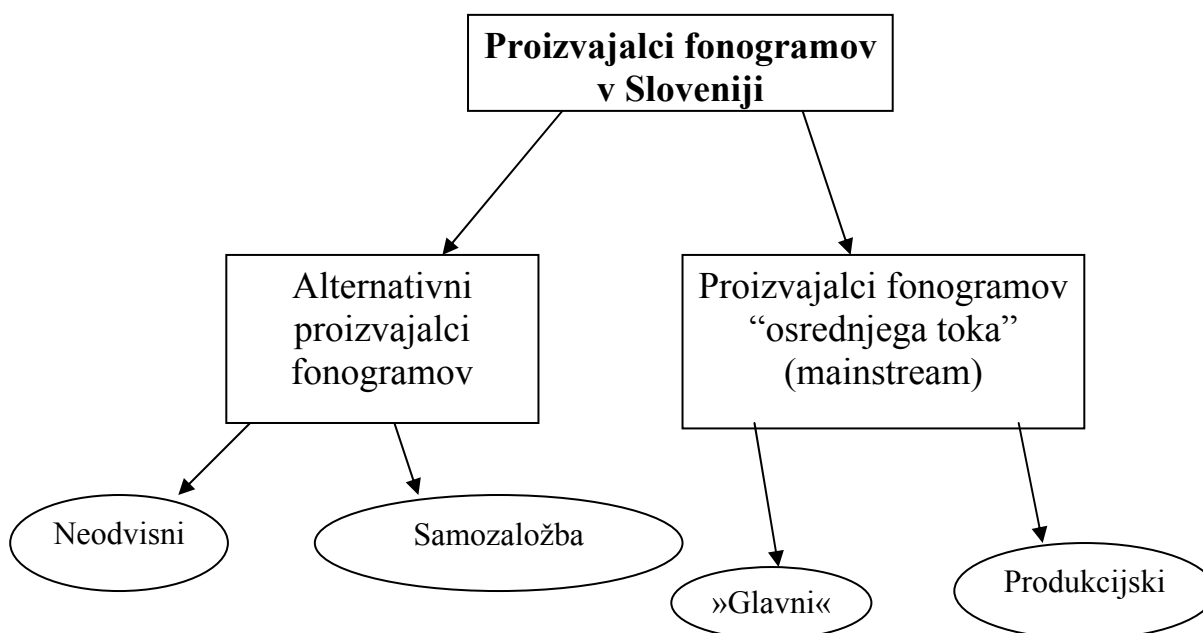 Proizvajalci fonogramov
v Sloveniji
Alternativni
proizvajalci
fonogramov
Proizvajalci fonogramov
“osrednjega toka”
(mainstream)
Neodvisni
Samozaložba
»Glavni«
Produkcijski